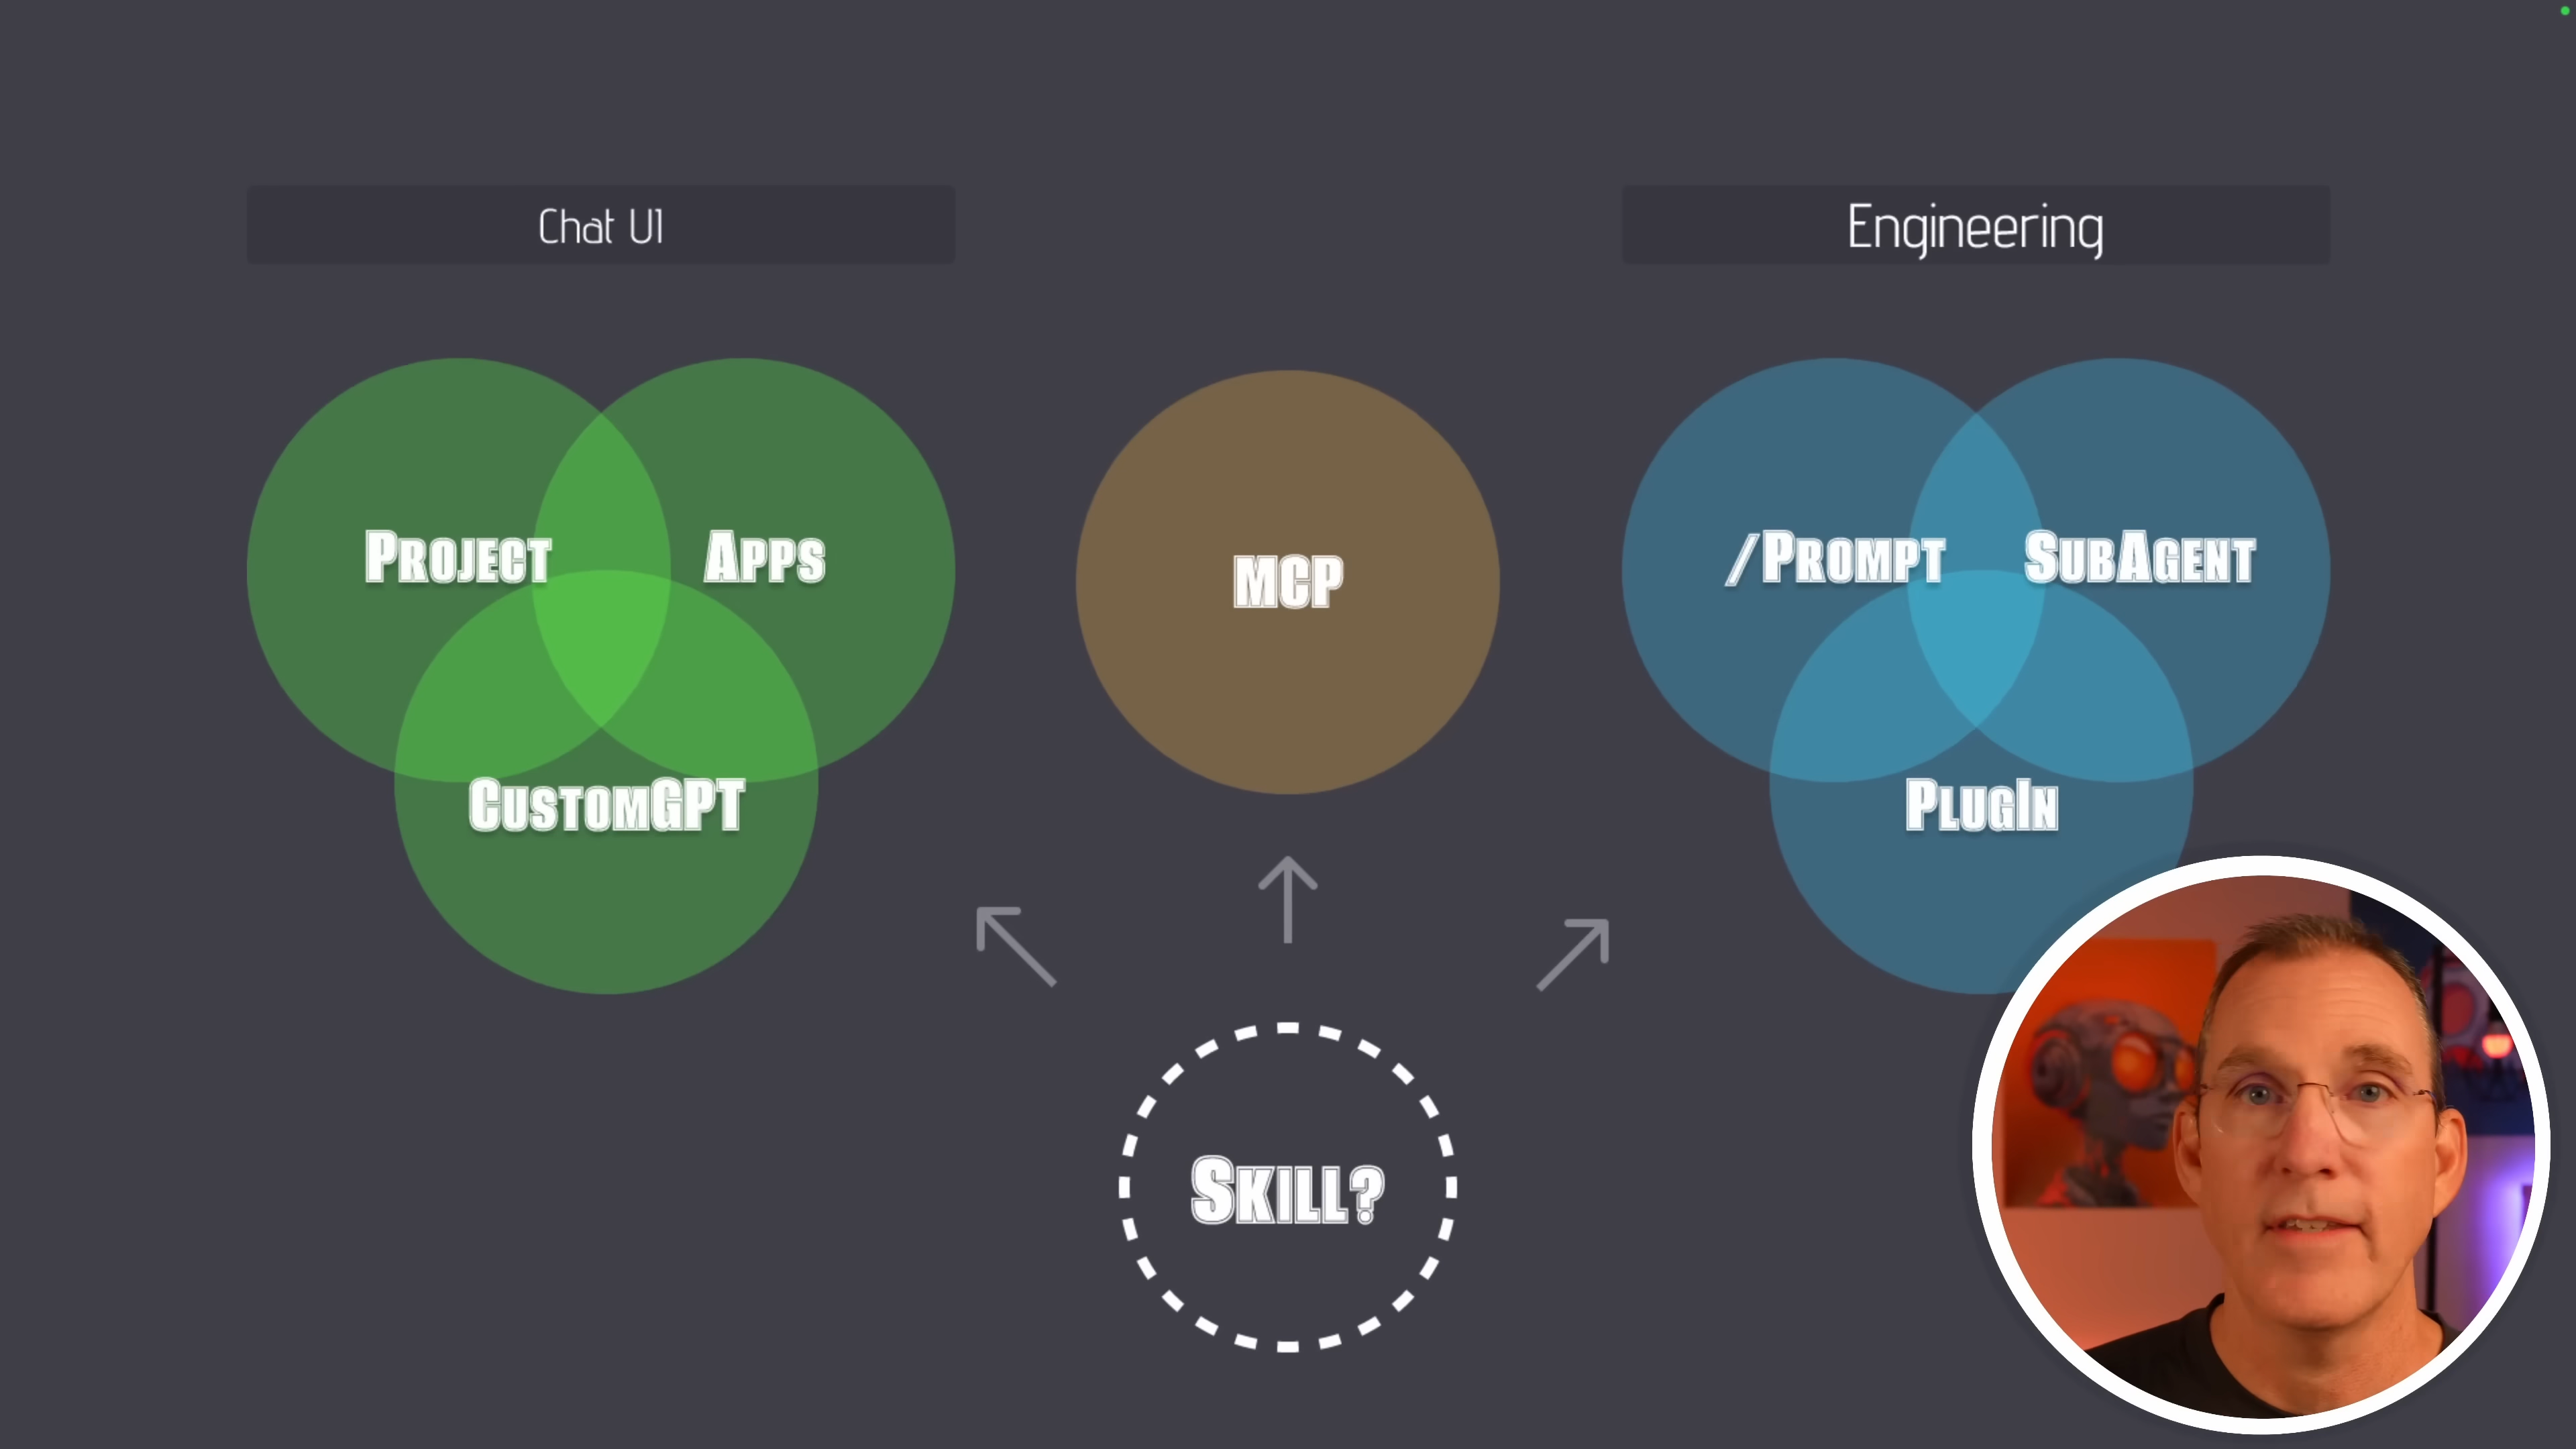 Chat UI
Engineering
Project
Apps
CustomGPT
MCP
/Prompt
SubAgent
PlugIn
Skill?